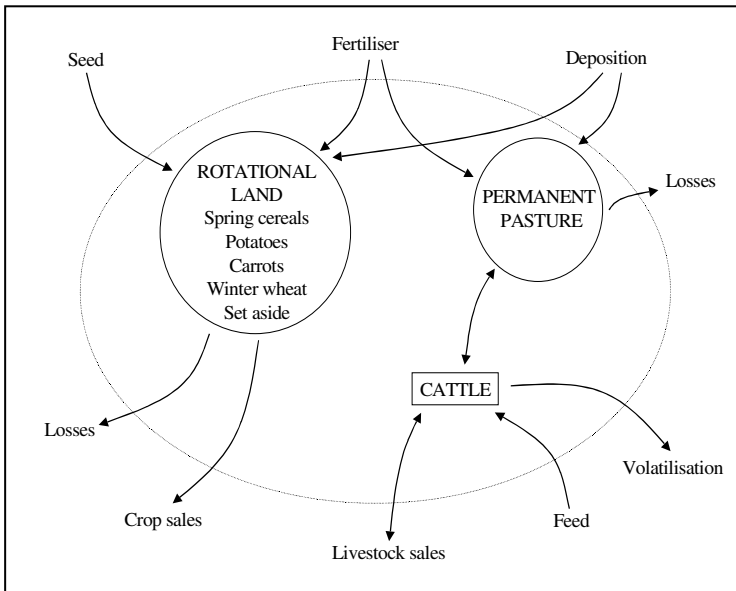 Fertiliser
Seed
Deposition
ROTATIONAL
LAND
Spring cereals
Potatoes
Carrots
Winter wheat
Set aside
PERMANENT
PASTURE
Losses
CATTLE
Losses
Volatilisation
Crop sales
Feed
Livestock sales